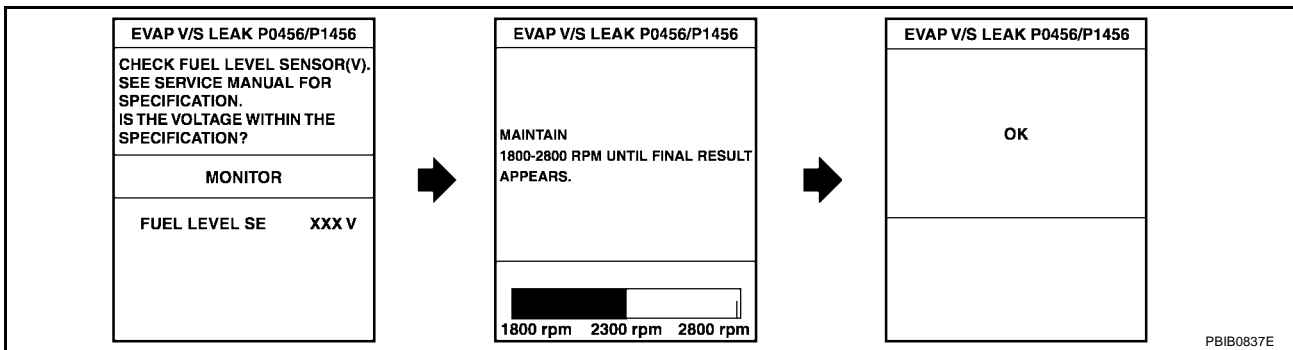 EVAP V/S LEAK P0456/P1456
CHECK FUEL LEVEL SENSOR(V).
SEE SERVICE MANUAL FOR
SPECIFICATION.
IS THE VOLTAGE WITHIN THE
SPECIFICATION?
MONITOR
FUEL LEVEL SE XXX V
EVAP V/S LEAK P0456/P1456
MAINTAIN
1800-2800 RPM UNTIL FINAL RESULT
APPEARS.
1800 rpm 2300 rpm 2800 rpm
EVAP V/S LEAK P0456/P1456
OK
PBIB0837E